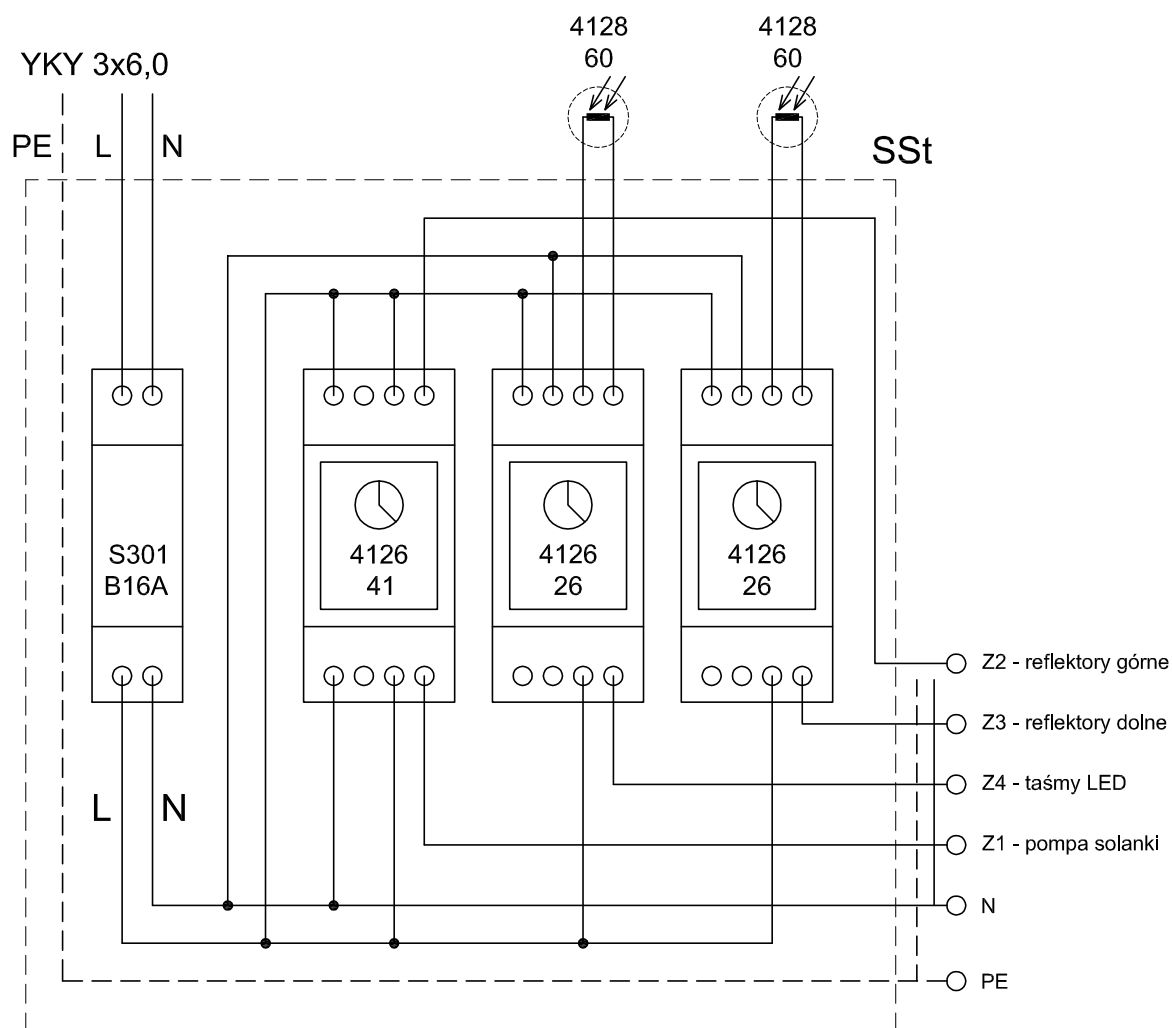 4128
60
4128
60
YKY 3x6,0
PE L N
SSt
S301
B16A
4126
41
4126
26
4126
26
L N
Z2 - reflektory górne
Z3 - reflektory dolne
Z4 - taśmy LED
Z1 - pompa solanki
N
PE